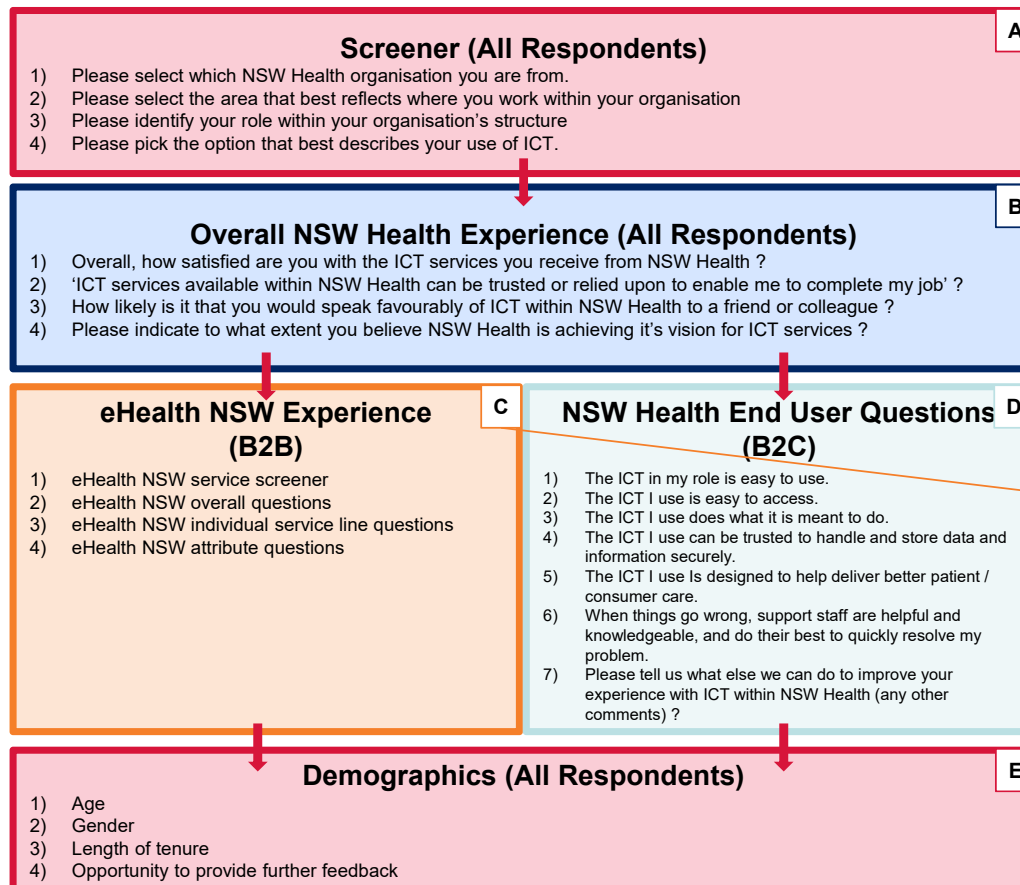 A
Screener (All Respondents)
1) Please select which NSW Health organisation you are from.
2) Please select the area that best reflects where you work within your organisation
3) Please identify your role within your organisation's structure
4) Please pick the option that best describes your use of ICT.
B
Overall NSW Health Experience (All Respondents)
1) Overall, how satisfied are you with the ICT services you receive from NSW Health ?
2) ‘ICT services available within NSW Health can be trusted or relied upon to enable me to complete my job’ ?
3) How likely is it that you would speak favourably of ICT within NSW Health to a friend or colleague ?
4) Please indicate to what extent you believe NSW Health is achieving it’s vision for ICT services ?
C
eHealth NSW Experience
(B2B)
1) eHealth NSW service screener
2) eHealth NSW overall questions
3) eHealth NSW individual service line questions
4) eHealth NSW attribute questions
D
NSW Health End User Questions
(B2C)
1) The ICT in my role is easy to use.
2) The ICT I use is easy to access.
3) The ICT I use does what it is meant to do.
4) The ICT I use can be trusted to handle and store data and
information securely.
5) The ICT I use Is designed to help deliver better patient /
consumer care.
6) When things go wrong, support staff are helpful and
knowledgeable, and do their best to quickly resolve my
problem.
7) Please tell us what else we can do to improve your
experience with ICT within NSW Health (any other
comments) ?
E
Demographics (All Respondents)
1) Age
2) Gender
3) Length of tenure
4) Opportunity to provide further feedback